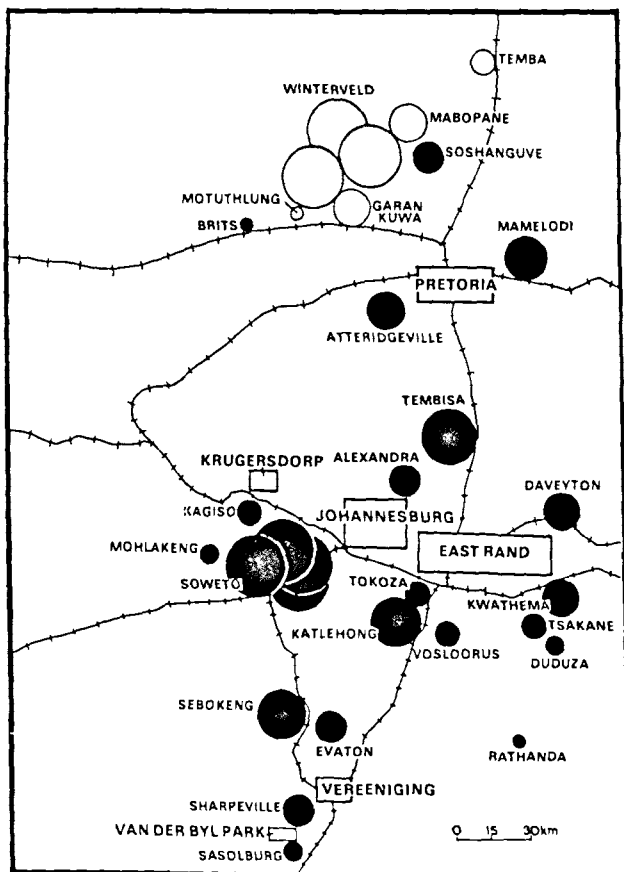 TEMBA
WINTERVELD
MABOPANE
SOSHANGUVE
MOTUTHLUNG
GARAN
KUWA
BRITS
MAMELODI
PRETORIA
ATTERIDGEVILLE
TEMBISA
ALEXANDRA
KRUGERSDORP
DAVEYTON
KAGISO
JOHANNESBURG
MOHLAKENG
EAST RAND
SOWETO
TOKOZA
KWATHEMA
TSAKANE
KATLEHONG
VOSLOORUS
DUDUZA
SEBOKENG
EVATON
RATHANDA
VEREENIGING
SHARPEVILLE
VAN DER BYL PARK
0 15 30km
SASOLBURG